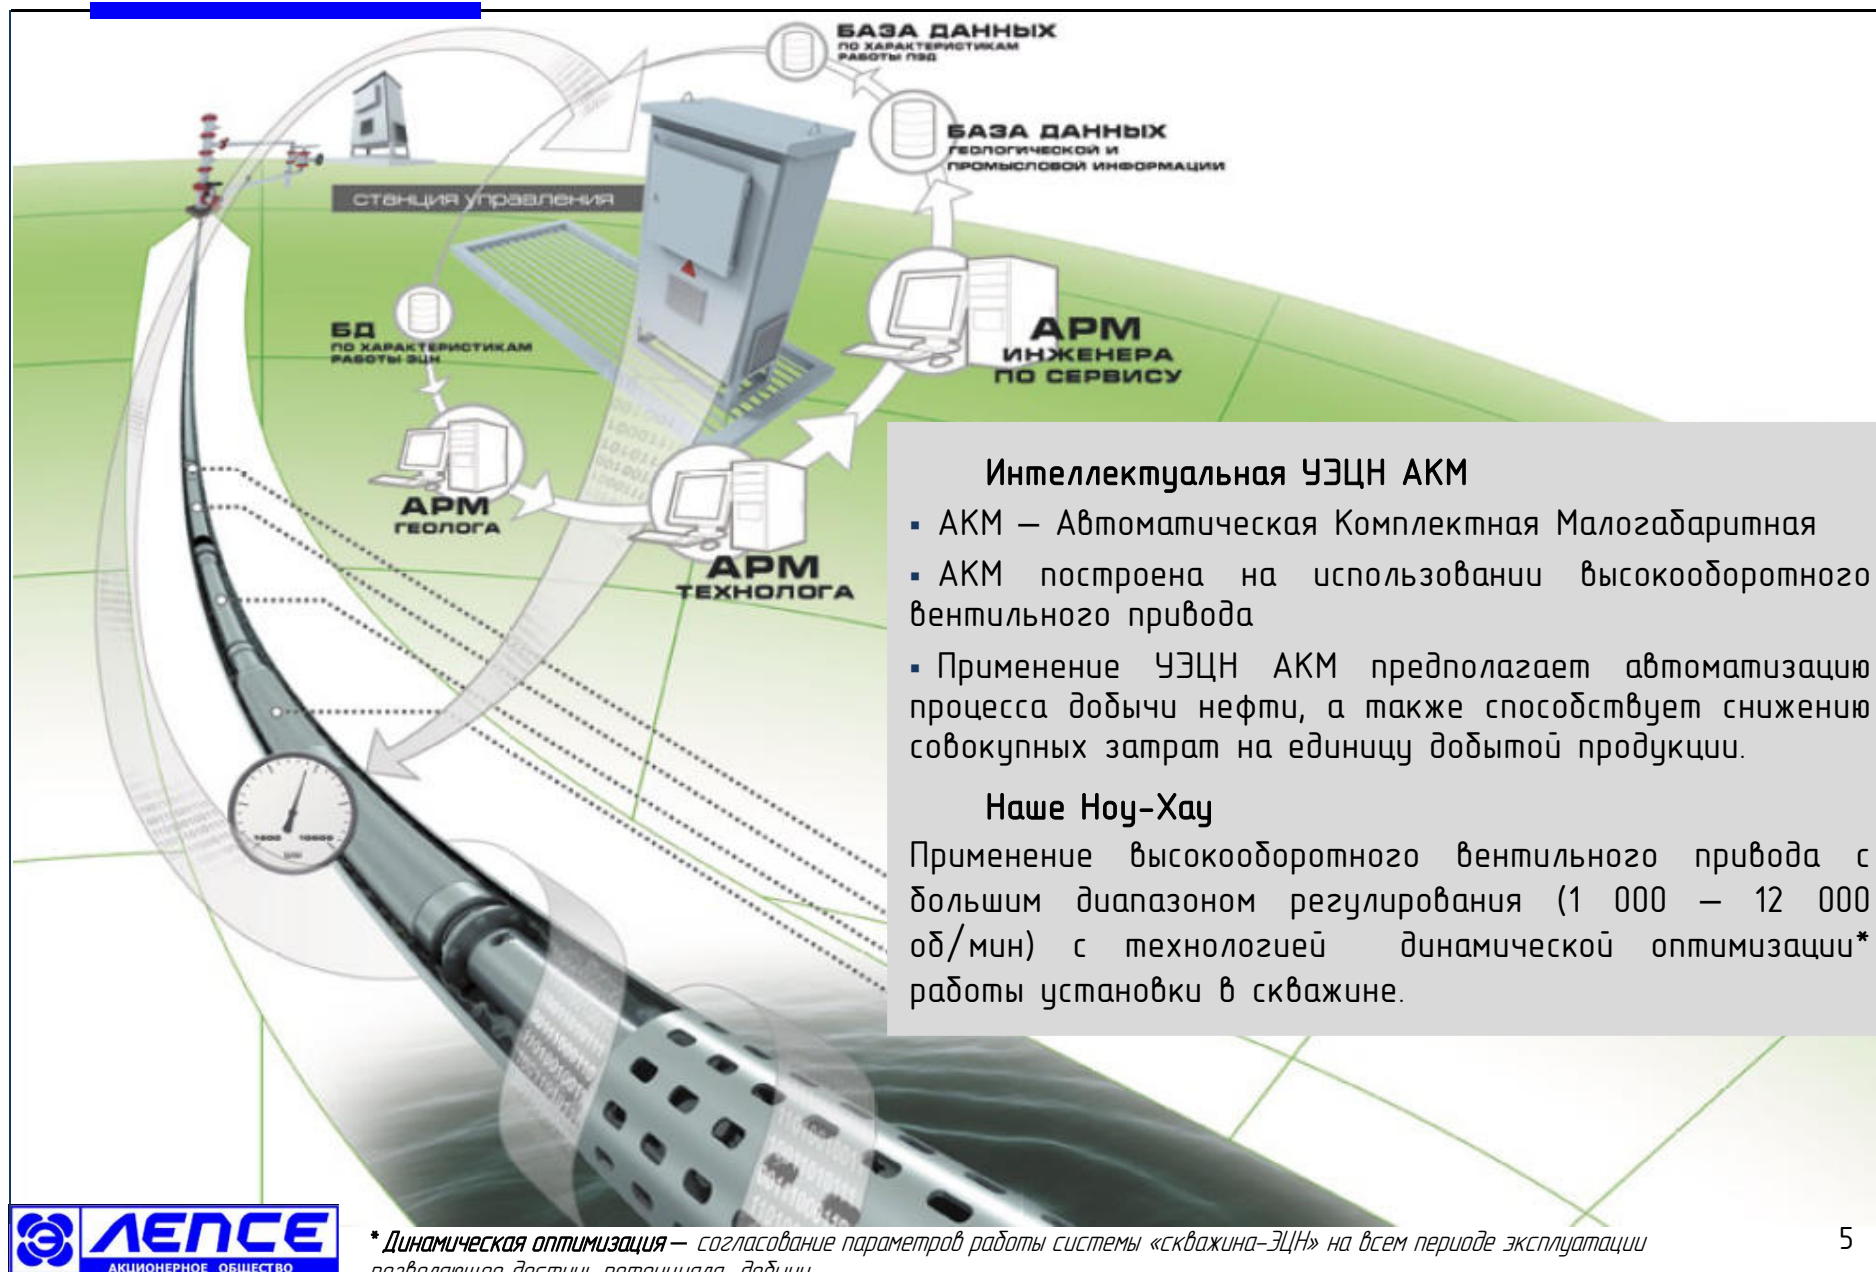 БАЗА ДАННЫХ
ПО ХАРАКТЕРИСТИКАМ
РАБОТЫ ПЭД
БАЗА ДАННЫХ
ГЕОЛОГИЧЕСКОЙ И
ПРОМЫСЛОВОЙ ИНФОРМАЦИИ
станция управления
БД
ПО ХАРАКТЕРИСТИКАМ
РАБОТЫ ЭЦН
АРМ
ИНЖЕНЕРА
ПО СЕРВИСУ
АРМ
ГЕОЛОГА
АРМ
ТЕХНОЛОГА
Интеллектуальная УЭЦН АКМ
▪ АКМ – Автоматическая Комплектная Малогабаритная
▪ АКМ построена на использовании высокооборотного
вентильного привода
▪ Применение УЭЦН АКМ предполагает автоматизацию
процесса добычи нефти, а также способствует снижению
совокупных затрат на единицу добытой продукции.
Наше Ноу-Хау
Применение высокооборотного вентильного привода с
большим диапазоном регулирования (1 000 – 12 000
об/мин) с технологией динамической оптимизации*
работы установки в скважине.
ЛЕПСЕ
АКЦИОНЕРНОЕ ОБЩЕСТВО
* Динамическая оптимизация – согласование параметров работы системы «скважина-ЭЦН» на всем периоде эксплуатации
позволяющее достичь потенциала добычи
5